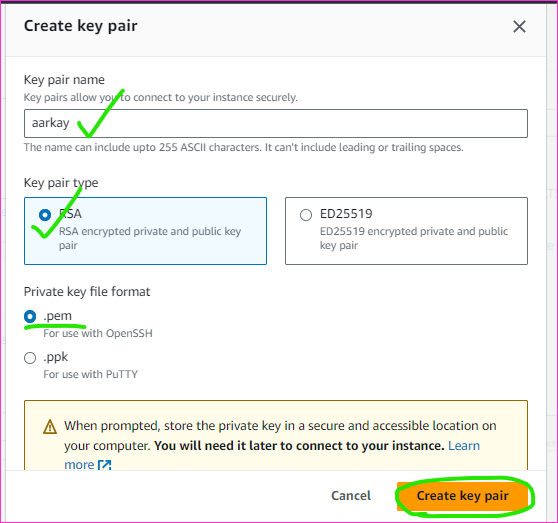 Create key pair
Key pair name
Key pairs allow you to connect to your instance securely.
aarkay
The name can include upto 255 ASCII characters. It can't include leading or trailing spaces.
Key pair type
RSA
RSA encrypted private and public key
pair
ED25519
ED25519 encrypted private and public
key pair
Private key file format
.pem
For use with OpenSSH
.ppk
For use with PuTTY
When prompted, store the private key in a secure and accessible location on
your computer. You will need it later to connect to your instance. Learn
more
Cancel
Create key pair